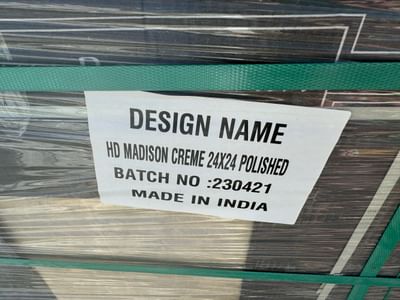 DESIGN NAME
HD MADISON CREME 24X24 POLISHED
BATCH NO :230421
MADE IN INDIA